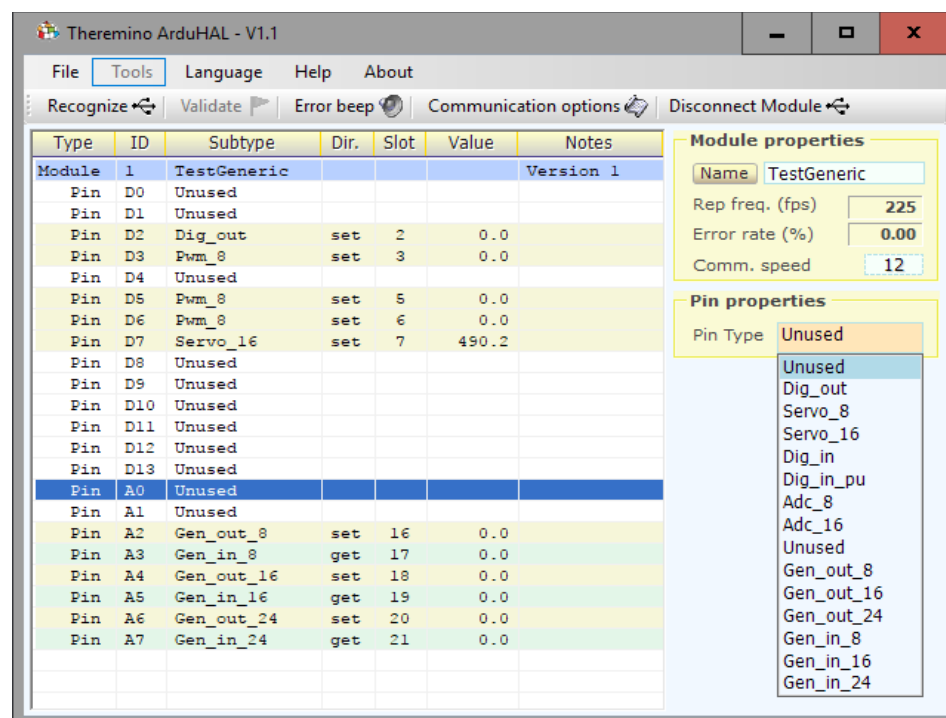 Theremino ArduHAL - V1.1
File Tools Language Help About
Recognize Validate Error beep Communication options Disconnect Module
Type ID Subtype Dir. Slot Value Notes
Module 1 TestGeneric Version 1
Pin D0 Unused
Pin D1 Unused
Pin D2 Dig_out set 2 0.0
Pin D3 Pwm_8 set 3 0.0
Pin D4 Unused
Pin D5 Pwm_8 set 5 0.0
Pin D6 Pwm_8 set 6 0.0
Pin D7 Servo_16 set 7 490.2
Pin D8 Unused
Pin D9 Unused
Pin D10 Unused
Pin D11 Unused
Pin D12 Unused
Pin D13 Unused
Pin A0 Unused
Pin A1 Unused
Pin A2 Gen_out_8 set 16 0.0
Pin A3 Gen_in_8 get 17 0.0
Pin A4 Gen_out_16 set 18 0.0
Pin A5 Gen_in_16 get 19 0.0
Pin A6 Gen_out_24 set 20 0.0
Pin A7 Gen_in_24 get 21 0.0
Module properties
Name TestGeneric
Rep freq. (fps) 225
Error rate (%) 0.00
Comm. speed 12
Pin properties
Pin Type Unused
Unused
Dig_out
Servo_8
Servo_16
Dig_in
Dig_in_pu
Adc_8
Adc_16
Unused
Gen_out_8
Gen_out_16
Gen_out_24
Gen_in_8
Gen_in_16
Gen_in_24